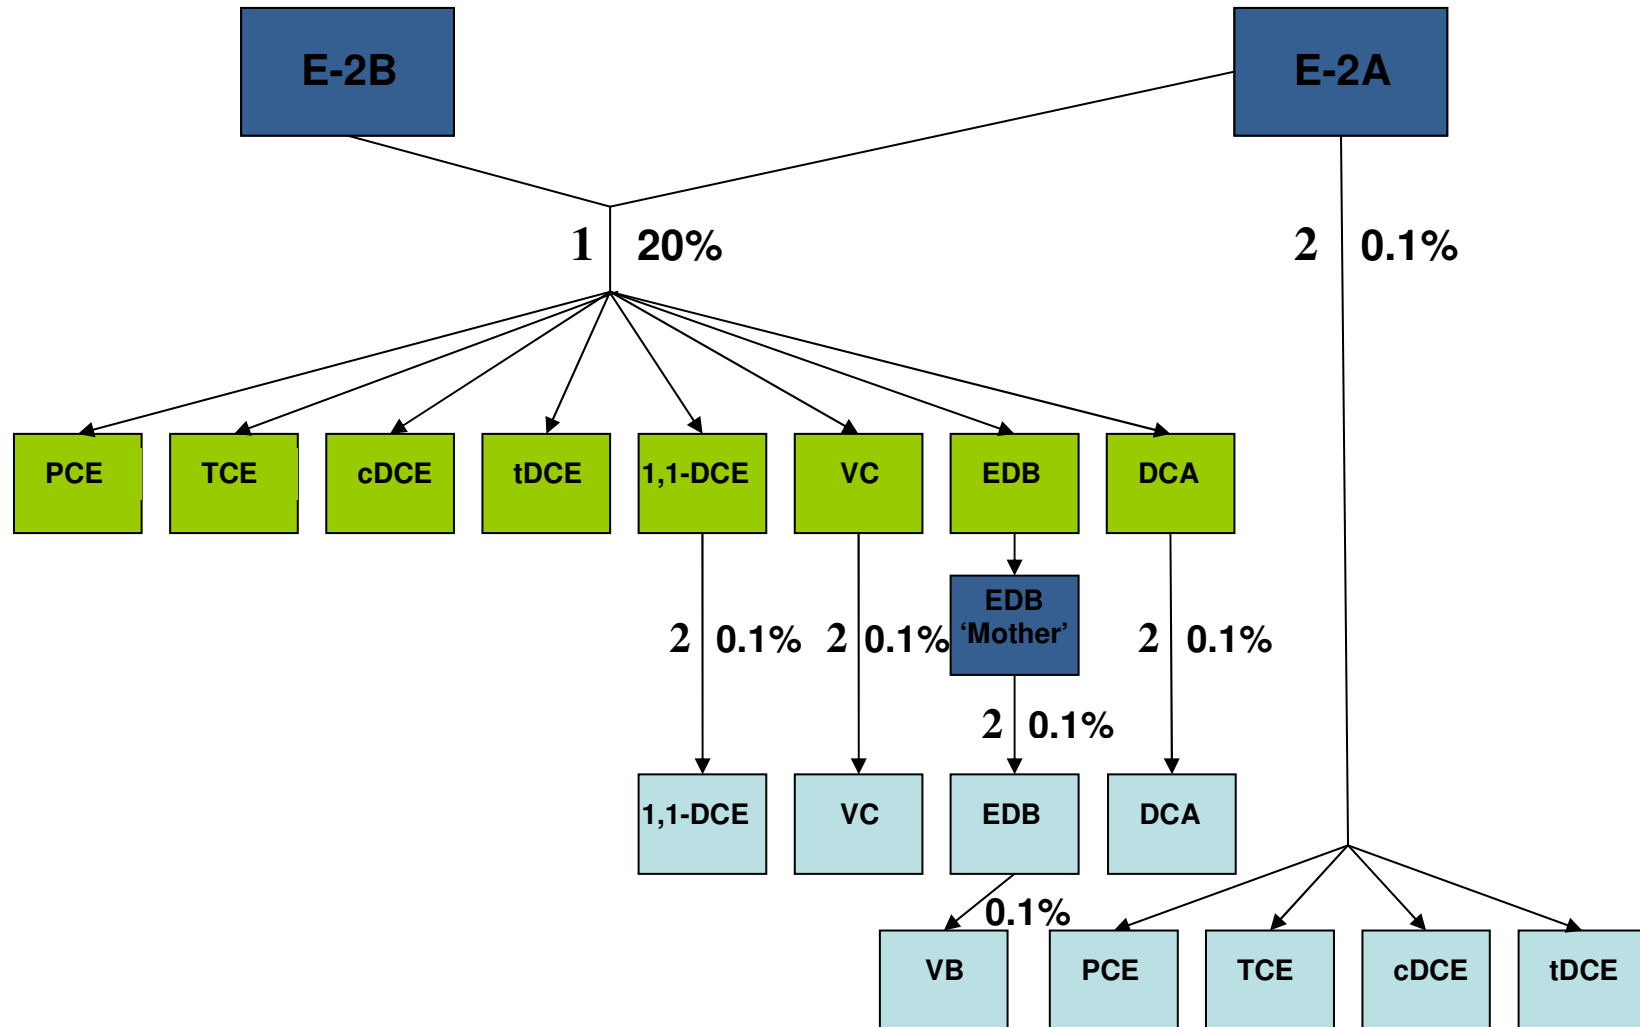 E-2B
E-2A
1 20%
2 0.1%
PCE
TCE
cDCE
tDCE
1,1-DCE
VC
EDB
DCA
EDB
‘Mother’
2 0.1%
2 0.1%
2 0.1%
2 0.1%
1,1-DCE
VC
EDB
DCA
0.1%
VB
PCE
TCE
cDCE
tDCE